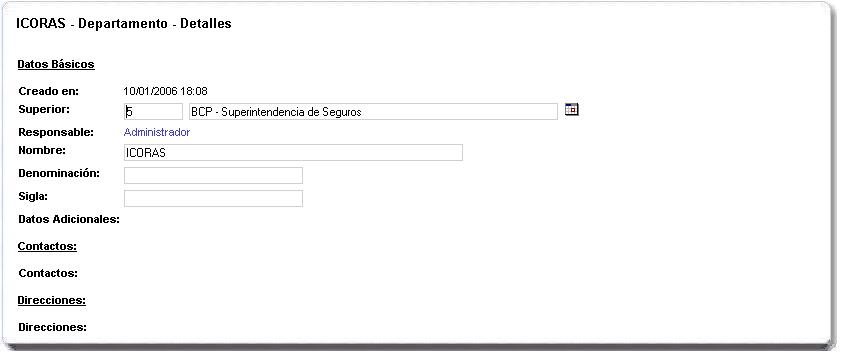 ICORAS - Departamento - Detalles
Datos Básicos
Creado en: 10/01/2006 18:08
Superior: 5 BCP - Superintendencia de Seguros
Responsable: Administrador
Nombre: ICORAS
Denominación:
Sigla:
Datos Adicionales:
Contactos:
Contactos:
Direcciones:
Direcciones: